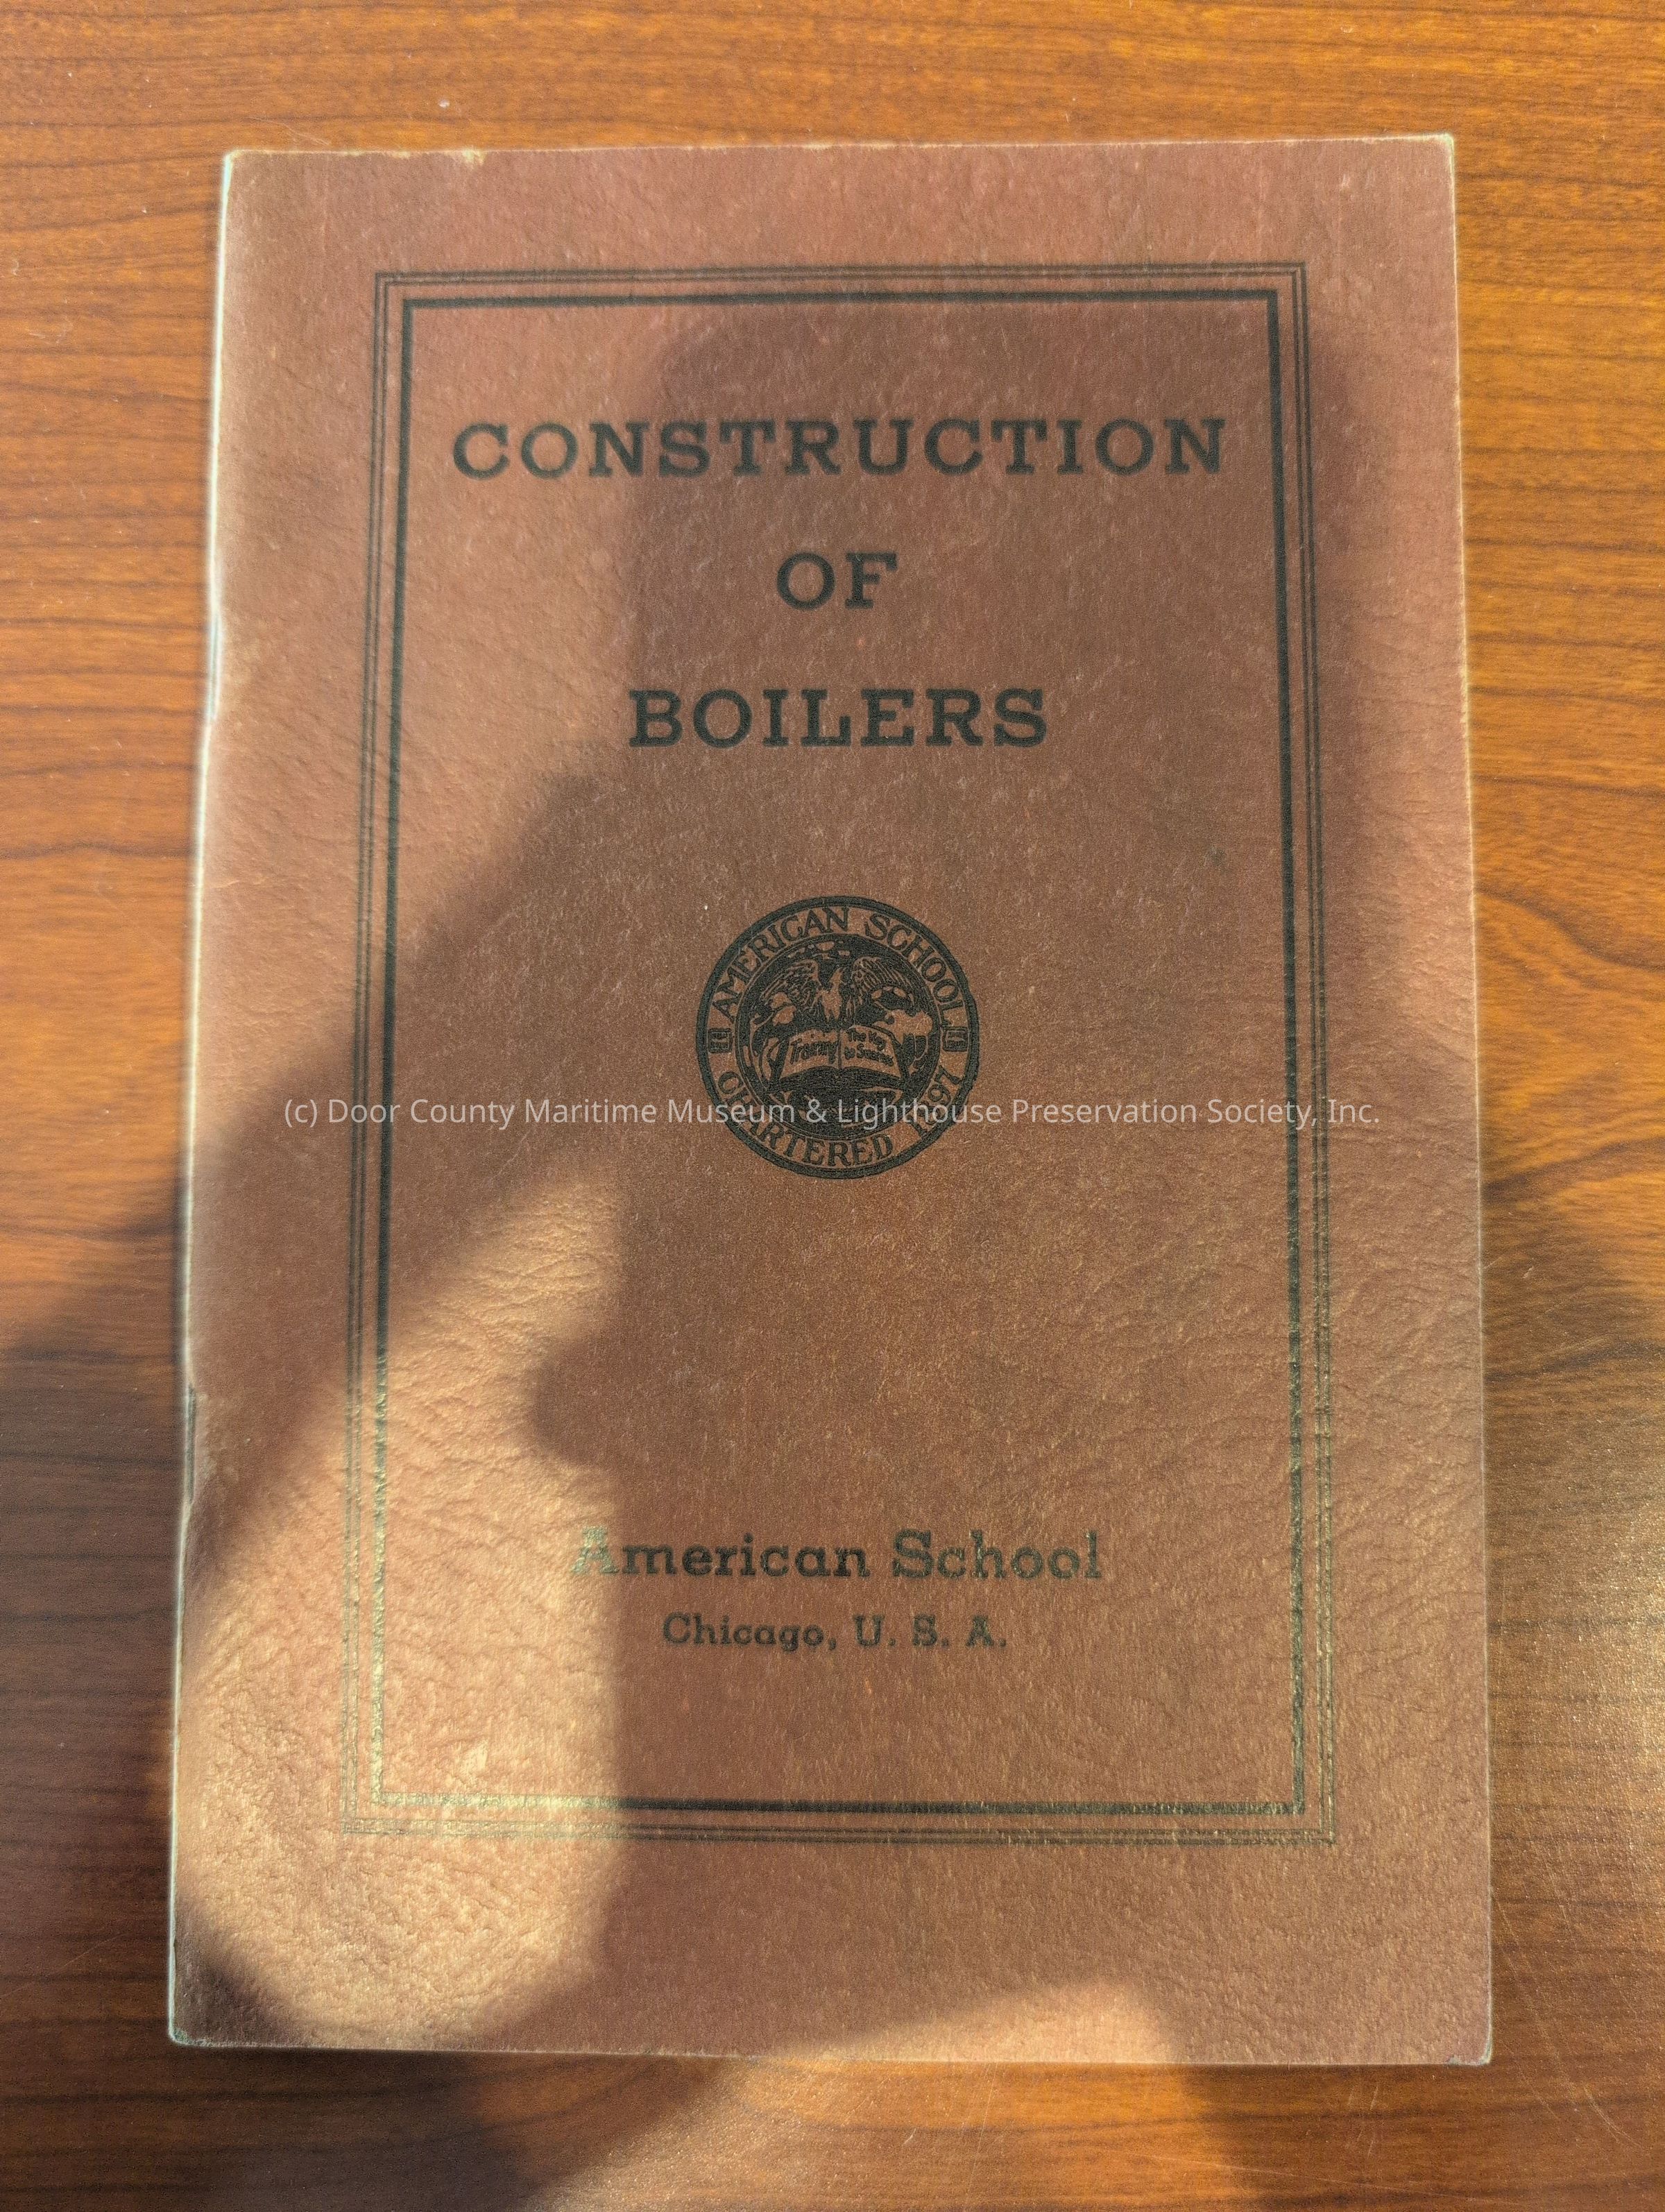 CONSTRUCTION
OF
BOILERS
AMERICAN SCHOOL
Training
The Key
to Success
CHARTERED 1897
(c) Door County Maritime Museum & Lighthouse Preservation Society, Inc.
American School
Chicago, U. S. A.